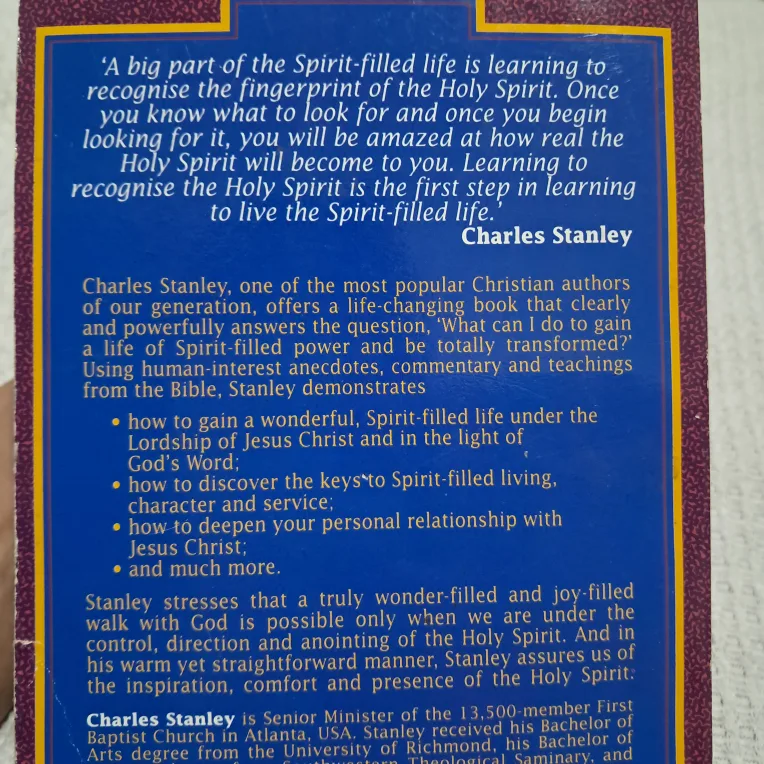 ‘A big part of the Spirit-filled life is learning to
recognise the fingerprint of the Holy Spirit. Once
you know what to look for and once you begin
looking for it, you will be amazed at how real the
Holy Spirit will become to you. Learning to
recognise the Holy Spirit is the first step in learning
to live the Spirit-filled life.’
Charles Stanley
Charles Stanley, one of the most popular Christian authors
of our generation, offers a life-changing book that clearly
and powerfully answers the question, ‘What can I do to gain
a life of Spirit-filled power and be totally transformed?’
Using human-interest anecdotes, commentary and teachings
from the Bible, Stanley demonstrates
• how to gain a wonderful, Spirit-filled life under the
Lordship of Jesus Christ and in the light of
God’s Word;
• how to discover the keys to Spirit-filled living,
character and service;
• how to deepen your personal relationship with
Jesus Christ;
• and much more.
Stanley stresses that a truly wonder-filled and joy-filled
walk with God is possible only when we are under the
control, direction and anointing of the Holy Spirit. And in
his warm yet straightforward manner, Stanley assures us of
the inspiration, comfort and presence of the Holy Spirit.
Charles Stanley is Senior Minister of the 13,500-member First
Baptist Church in Atlanta, USA. Stanley received his Bachelor of
Arts degree from the University of Richmond, his Bachelor of
Southwestern Theological Saminary, and